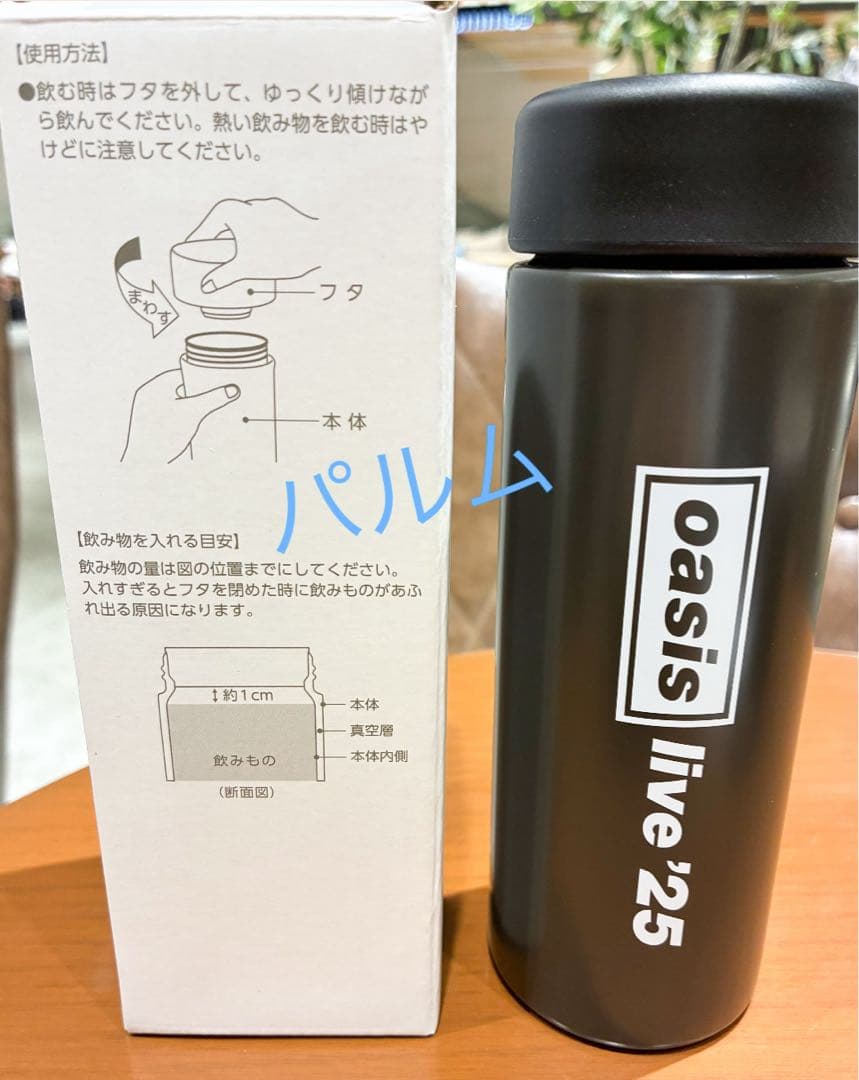 【使用方法】
●飲む時はフタを外して、ゆっくり傾けなが
ら飲んでください。熱い飲み物を飲む時はや
けどに注意してください。
まわす
フタ
本体
パルム
【飲み物を入れる目安】
飲み物の量は図の位置までにしてください。
入れすぎるとフタを閉めた時に飲みものがあふ
れ出る原因になります。
約1cm
本体
真空層
本体内側
飲みもの
(断面図)
oasis live '25